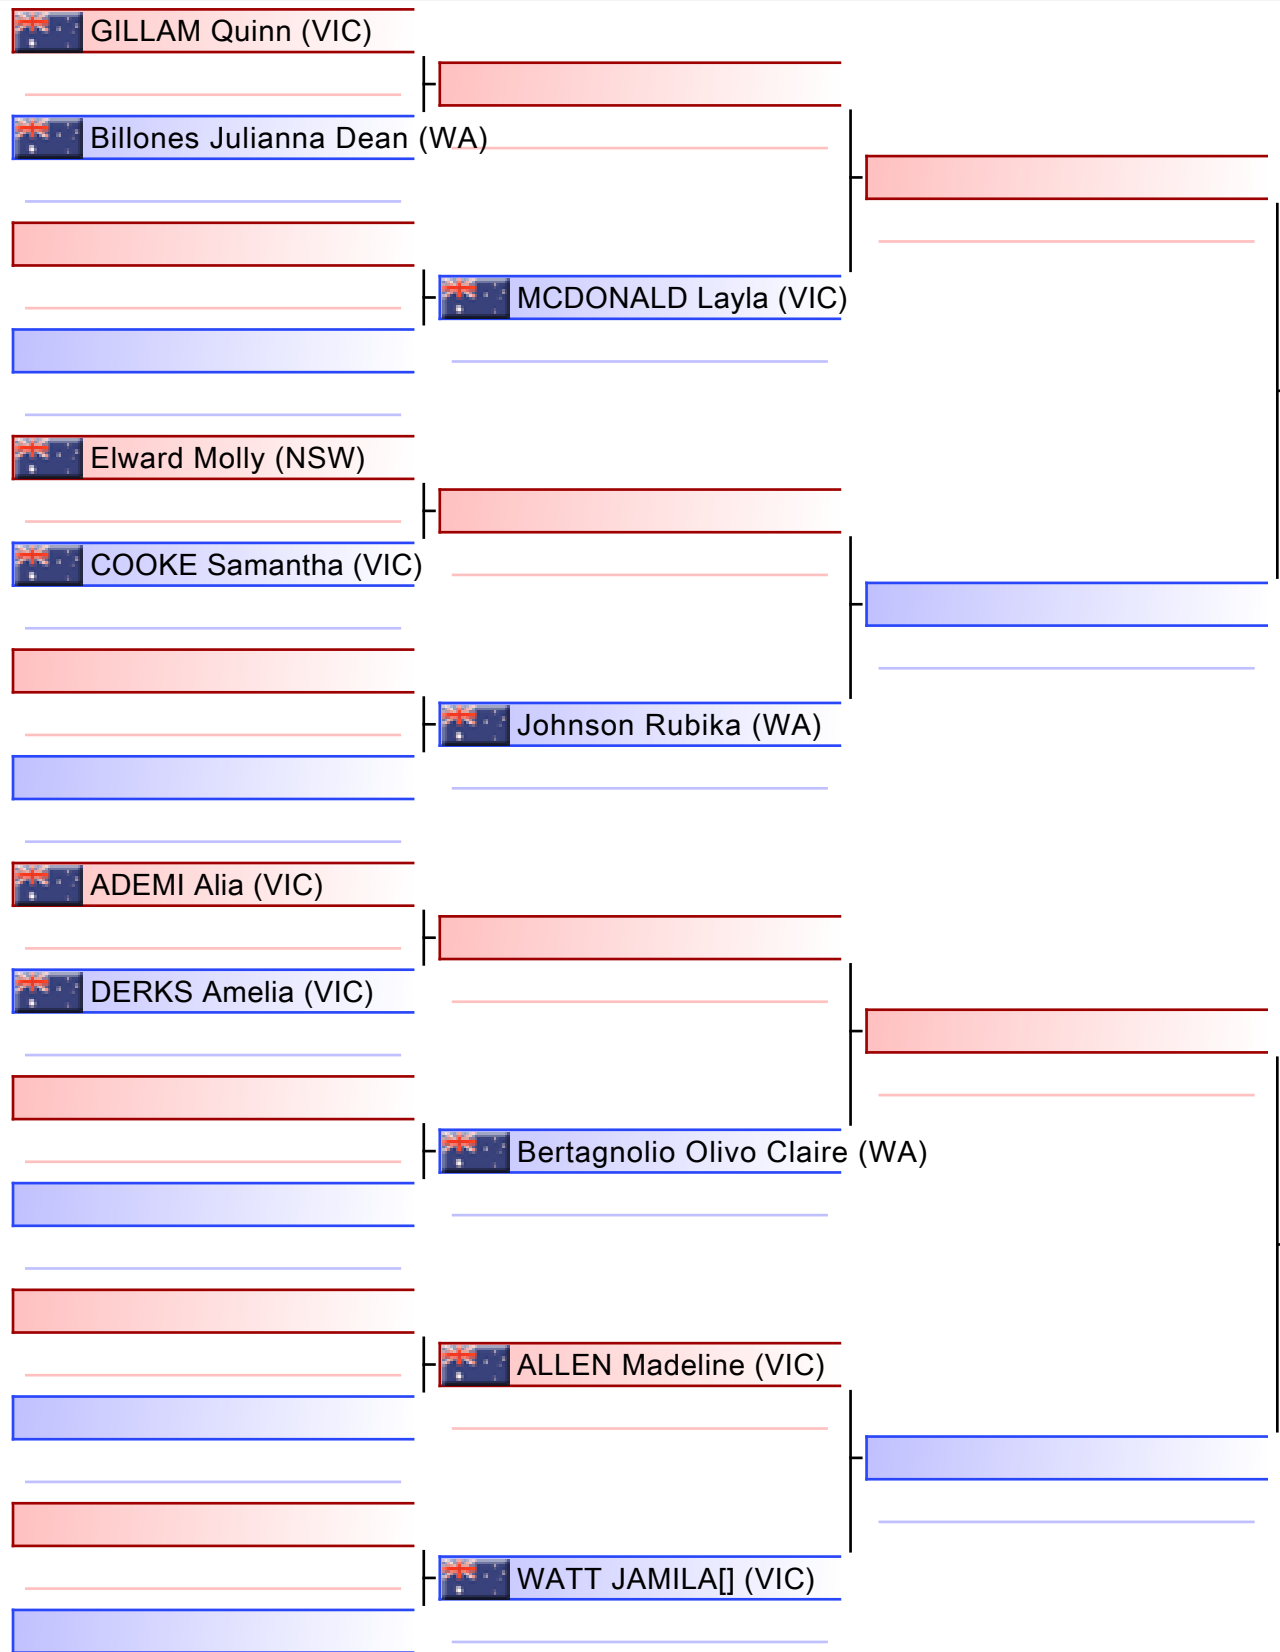 GILLAM Quinn (VIC)
Billones Julianna Dean (WA)
MCDONALD Layla (VIC)
Elward Molly (NSW)
COOKE Samantha (VIC)
Johnson Rubika (WA)
ADEMI Alia (VIC)
DERKS Amelia (VIC)
Bertagnolio Olivo Claire (WA)
ALLEN Madeline (VIC)
WATT JAMILA[] (VIC)